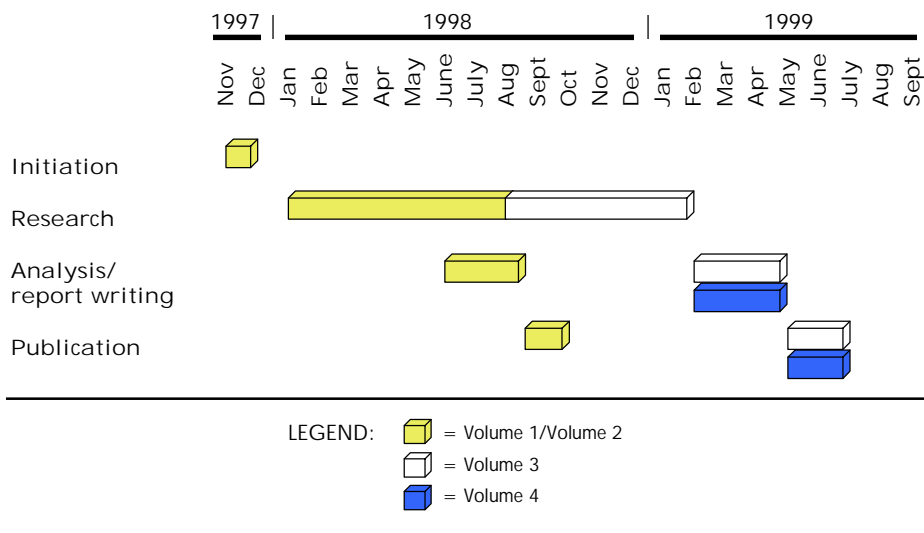 1997 | 1998 | 1999
Nov Dec Jan Feb Mar Apr May June July Aug Sept Oct Nov Dec Jan Feb Mar Apr May June July Aug Sept
Initiation
Research
Analysis/
report writing
Publication
LEGEND: = Volume 1/Volume 2
= Volume 3
= Volume 4